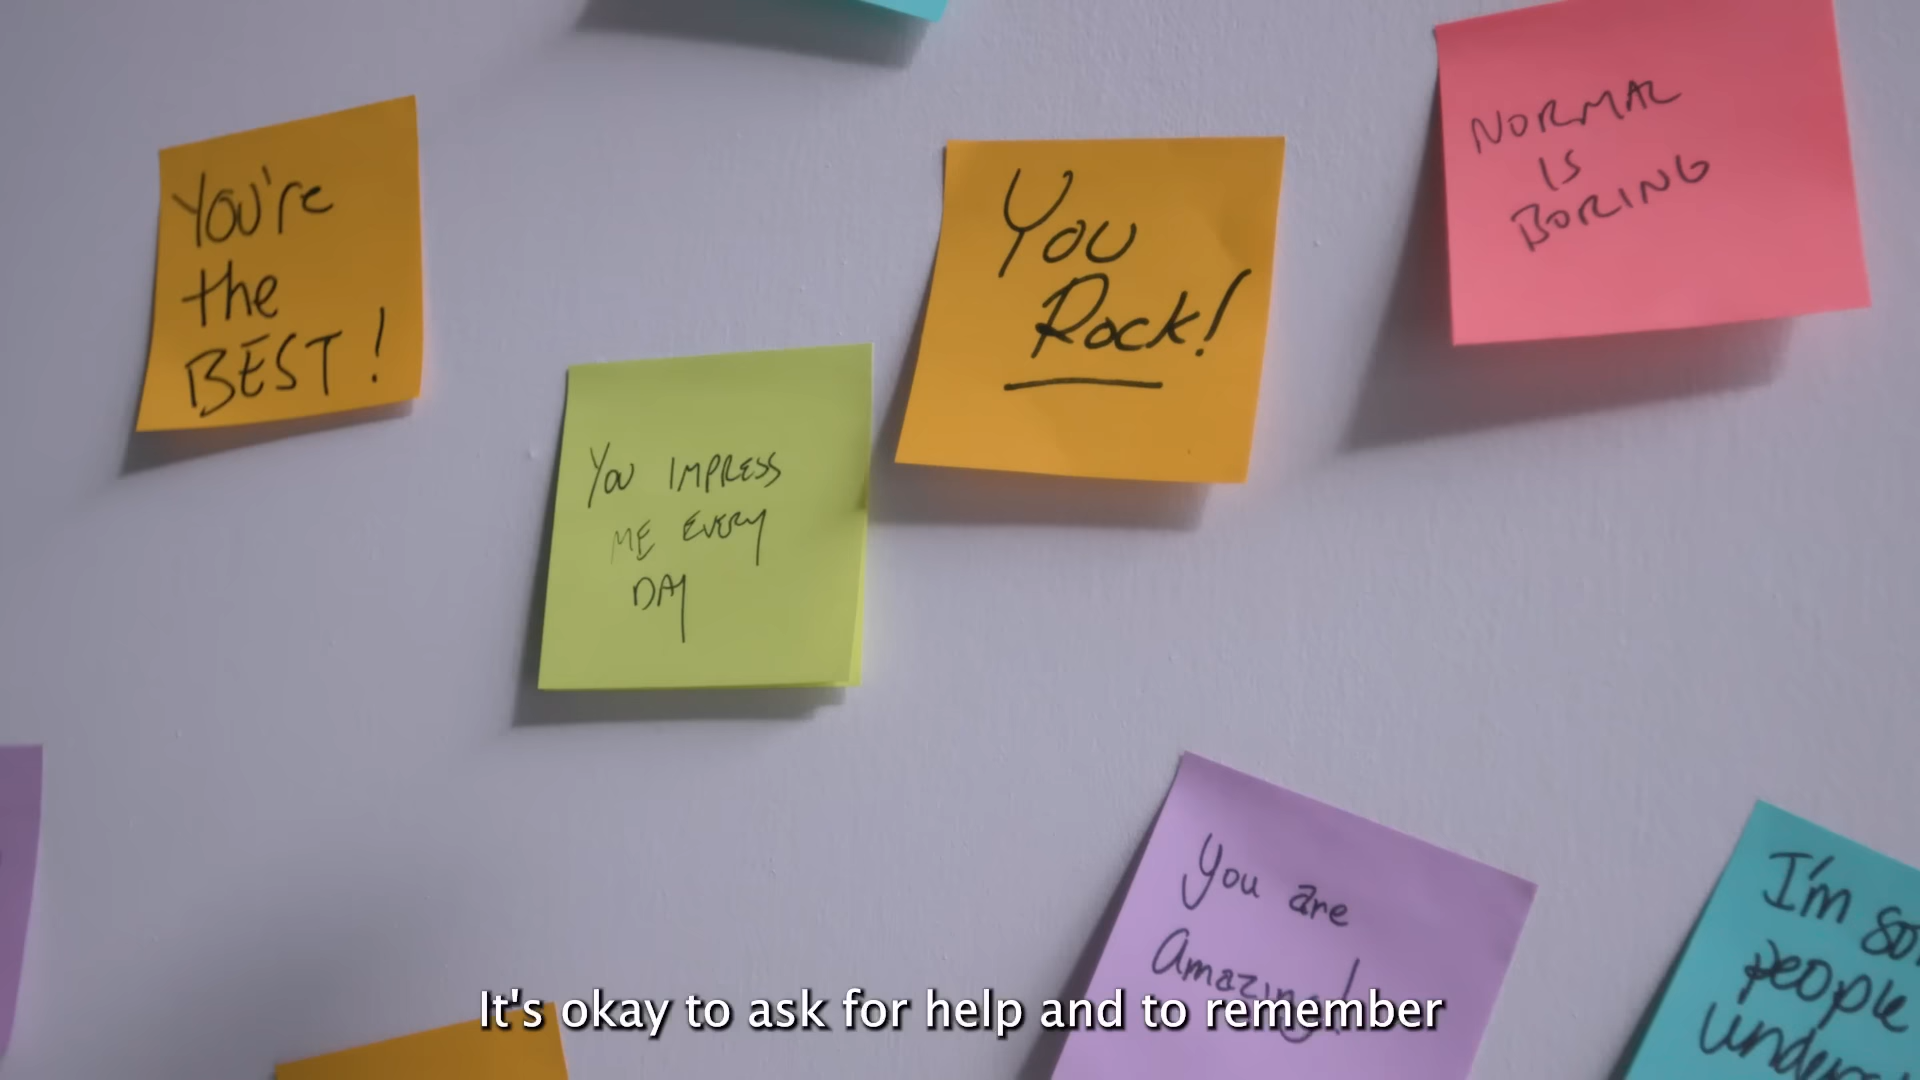 You're
the
BEST!
YOU IMPRESS
ME EVERY
DAY
You
Rock!
NORMAL
IS
BORING
You are
Amazing!
I'm
people
It's okay to ask for help and to remember